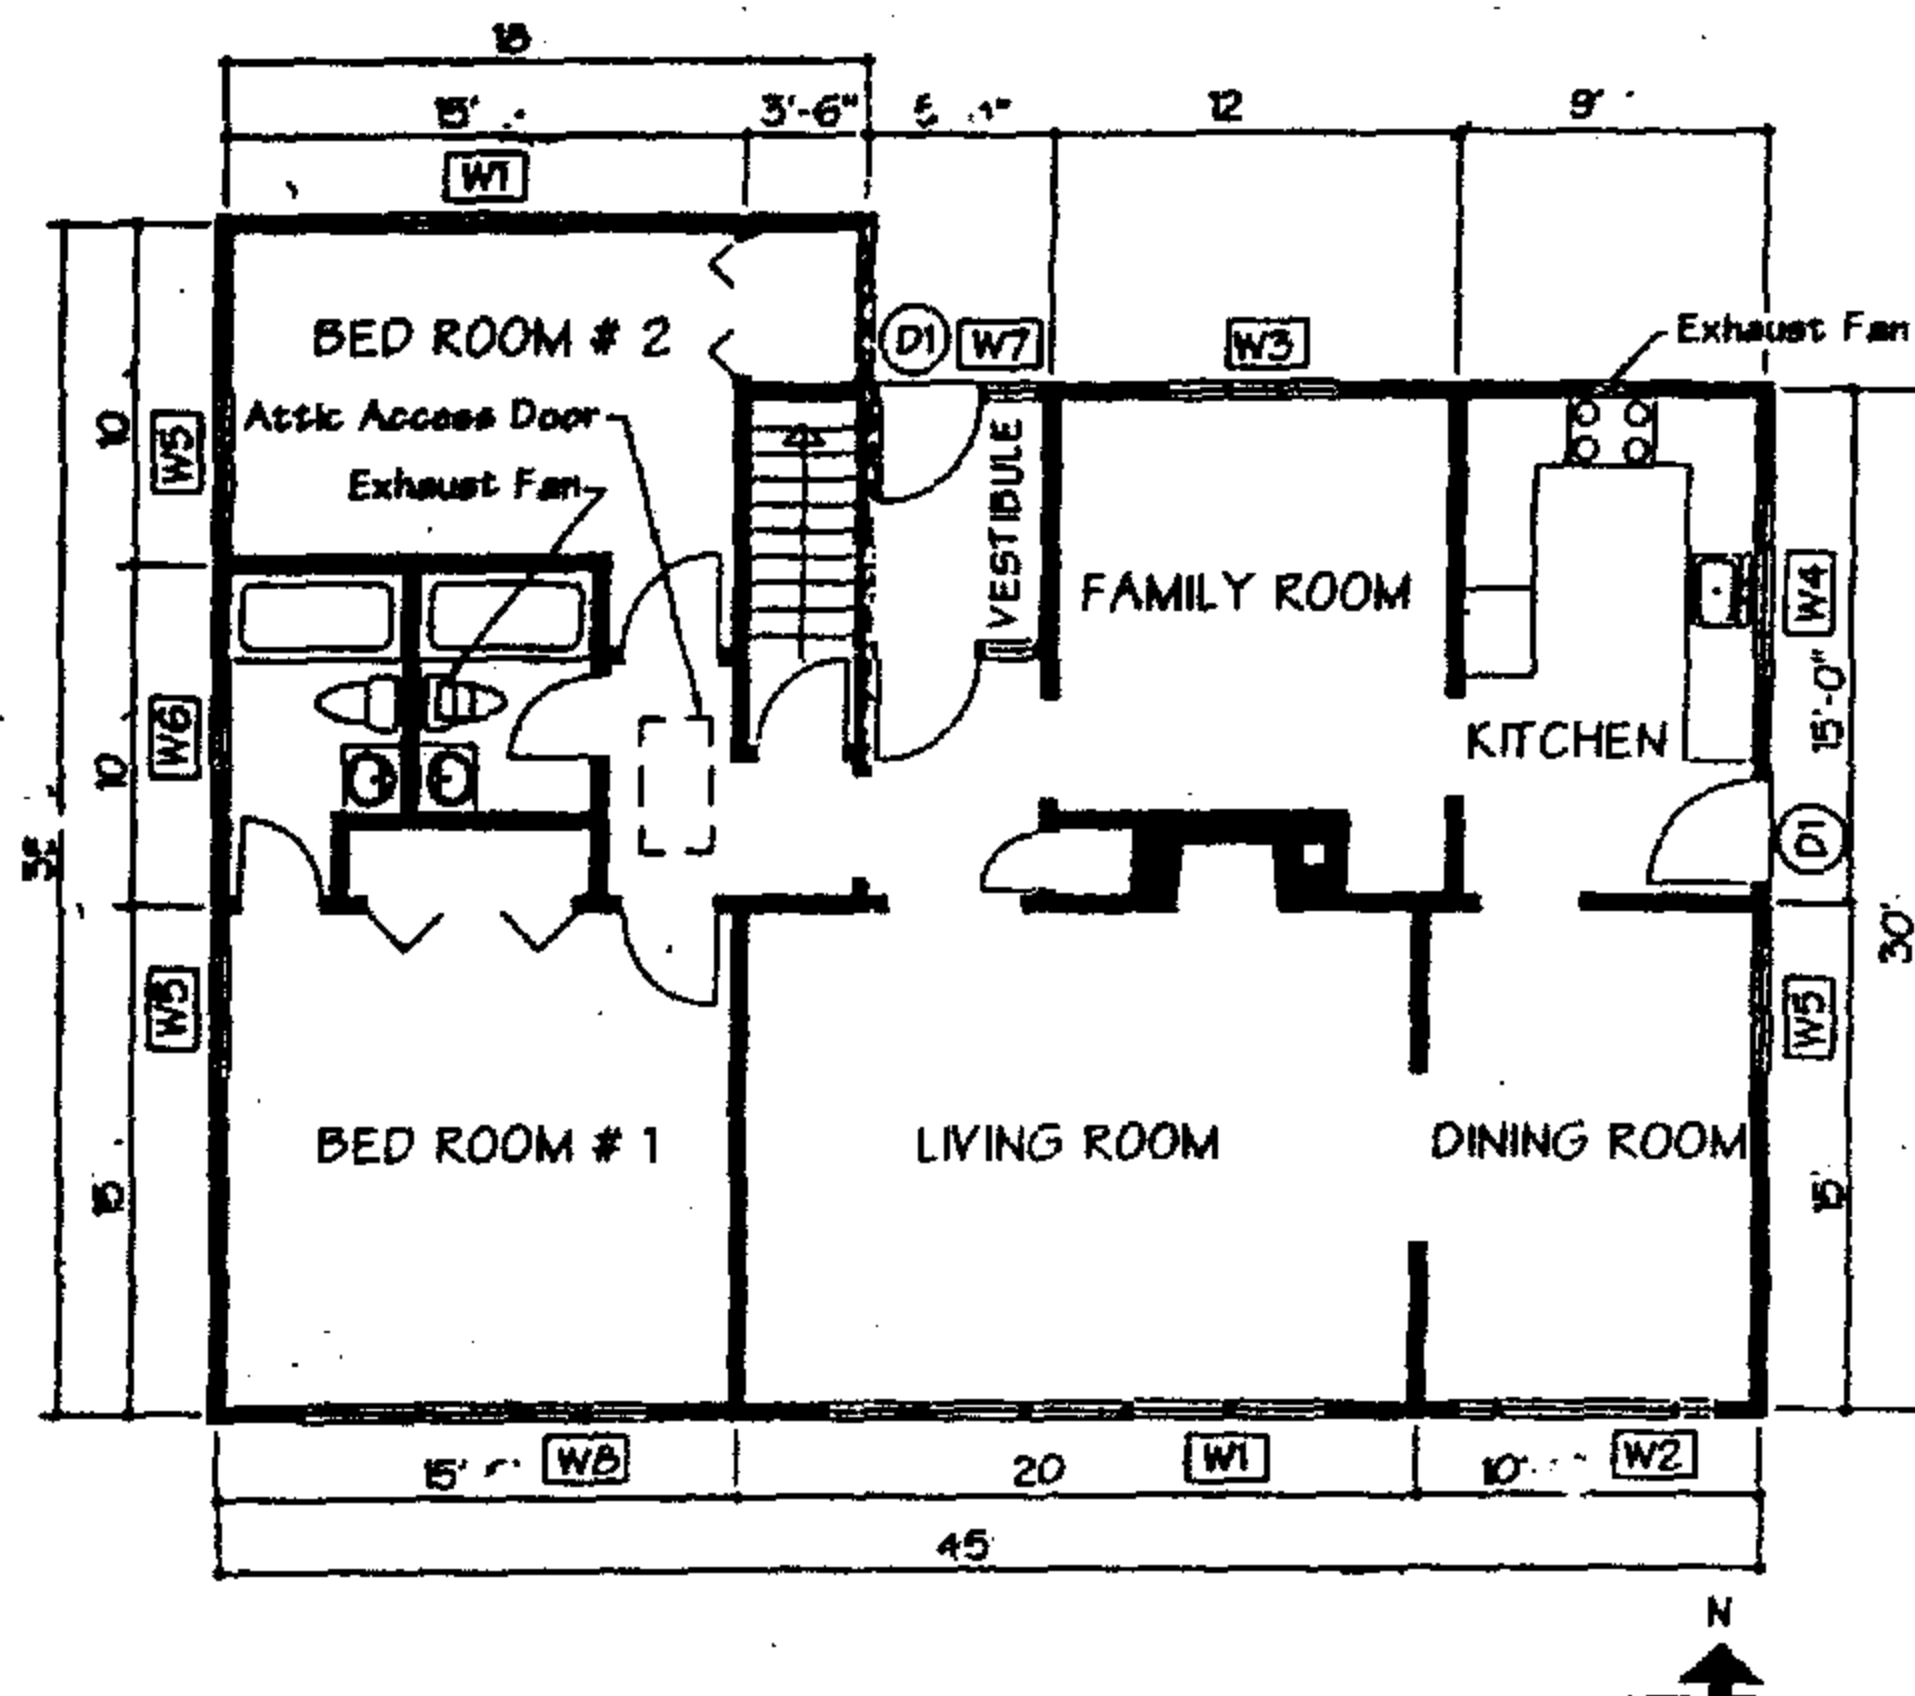 18
15' 3'-6" 5 12 9'
W1
BED ROOM # 2
D1 W7 W3
Exhaust Fan
Attic Access Door
Exhaust Fan
10
W5
VESTIBULE
FAMILY ROOM
W4
15'-0"
W6
10
KITCHEN
D1
30'
W5
W5
BED ROOM # 1
LIVING ROOM
DINING ROOM
15
15'
15' W8
20 W1
10' W2
45
N